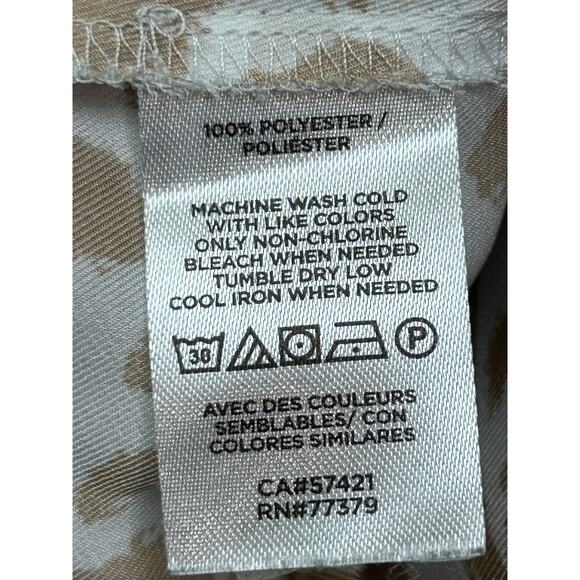 100% POLYESTER /
POLIÉSTER
MACHINE WASH COLD
WITH LIKE COLORS
ONLY NON-CHLORINE
BLEACH WHEN NEEDED
TUMBLE DRY LOW
COOL IRON WHEN NEEDED
30 P
AVEC DES COULEURS
SEMBLABLES/ CON
COLORES SIMILARES
CA#57421
RN#77379